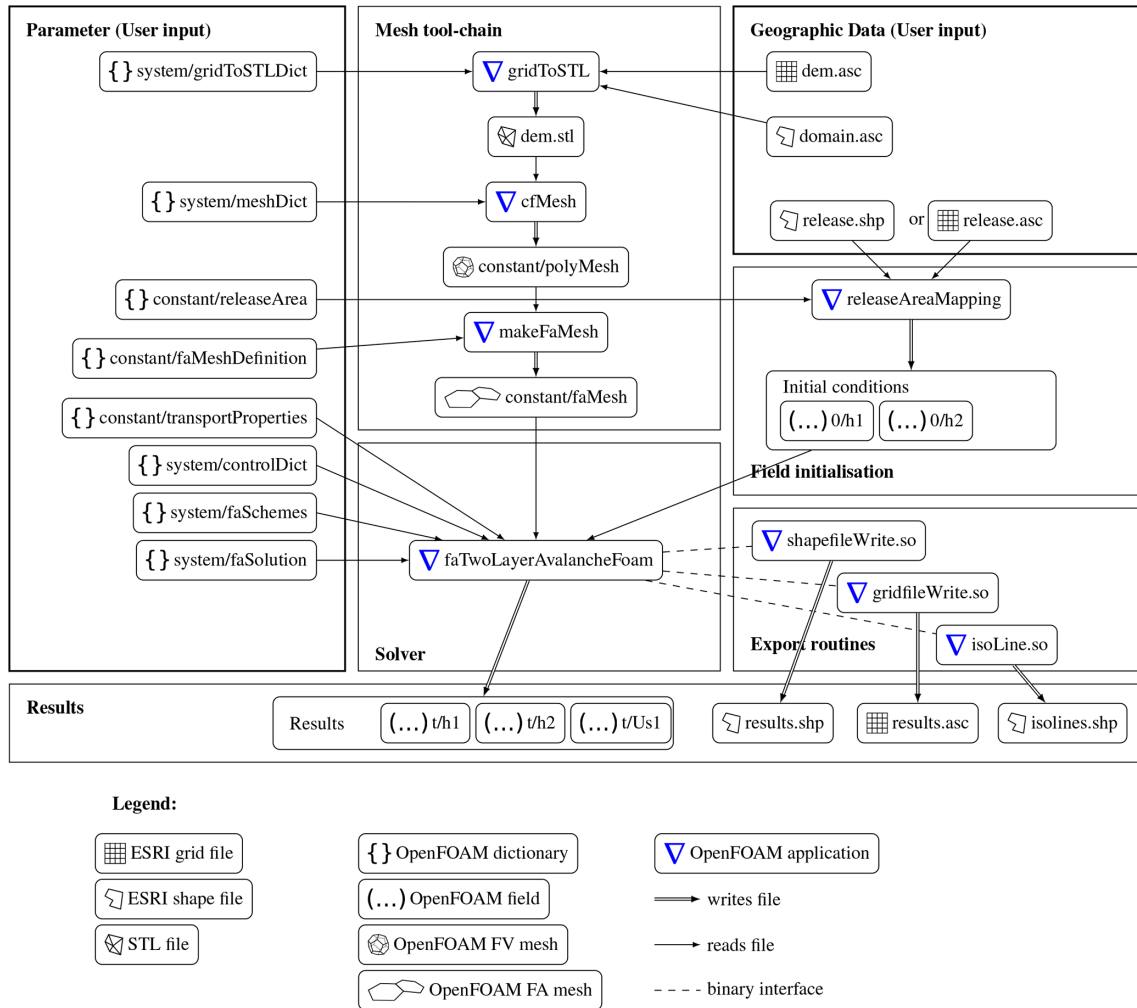 Parameter (User input)
{} system/gridToSTLDict
{} system/meshDict
{} constant/releaseArea
{} constant/faMeshDefinition
{} constant/transportProperties
{} system/controlDict
{} system/faSchemes
{} system/faSolution
Mesh tool-chain
gridToSTL
dem.stl
cfMesh
constant/polyMesh
makeFaMesh
constant/faMesh
faTwoLayerAvalancheFoam
Solver
Geographic Data (User input)
dem.asc
domain.asc
release.shp or release.asc
releaseAreaMapping
Initial conditions
(...) 0/h1 (...) 0/h2
Field initialisation
shapefileWrite.so
gridfileWrite.so
isoLine.so
Export routines
Results
Results (...) t/h1 (...) t/h2 (...) t/Us1
results.shp results.asc isolines.shp
Legend:
ESRI grid file
ESRI shape file
STL file
{} OpenFOAM dictionary
(...) OpenFOAM field
OpenFOAM FV mesh
OpenFOAM FA mesh
OpenFOAM application
writes file
reads file
binary interface